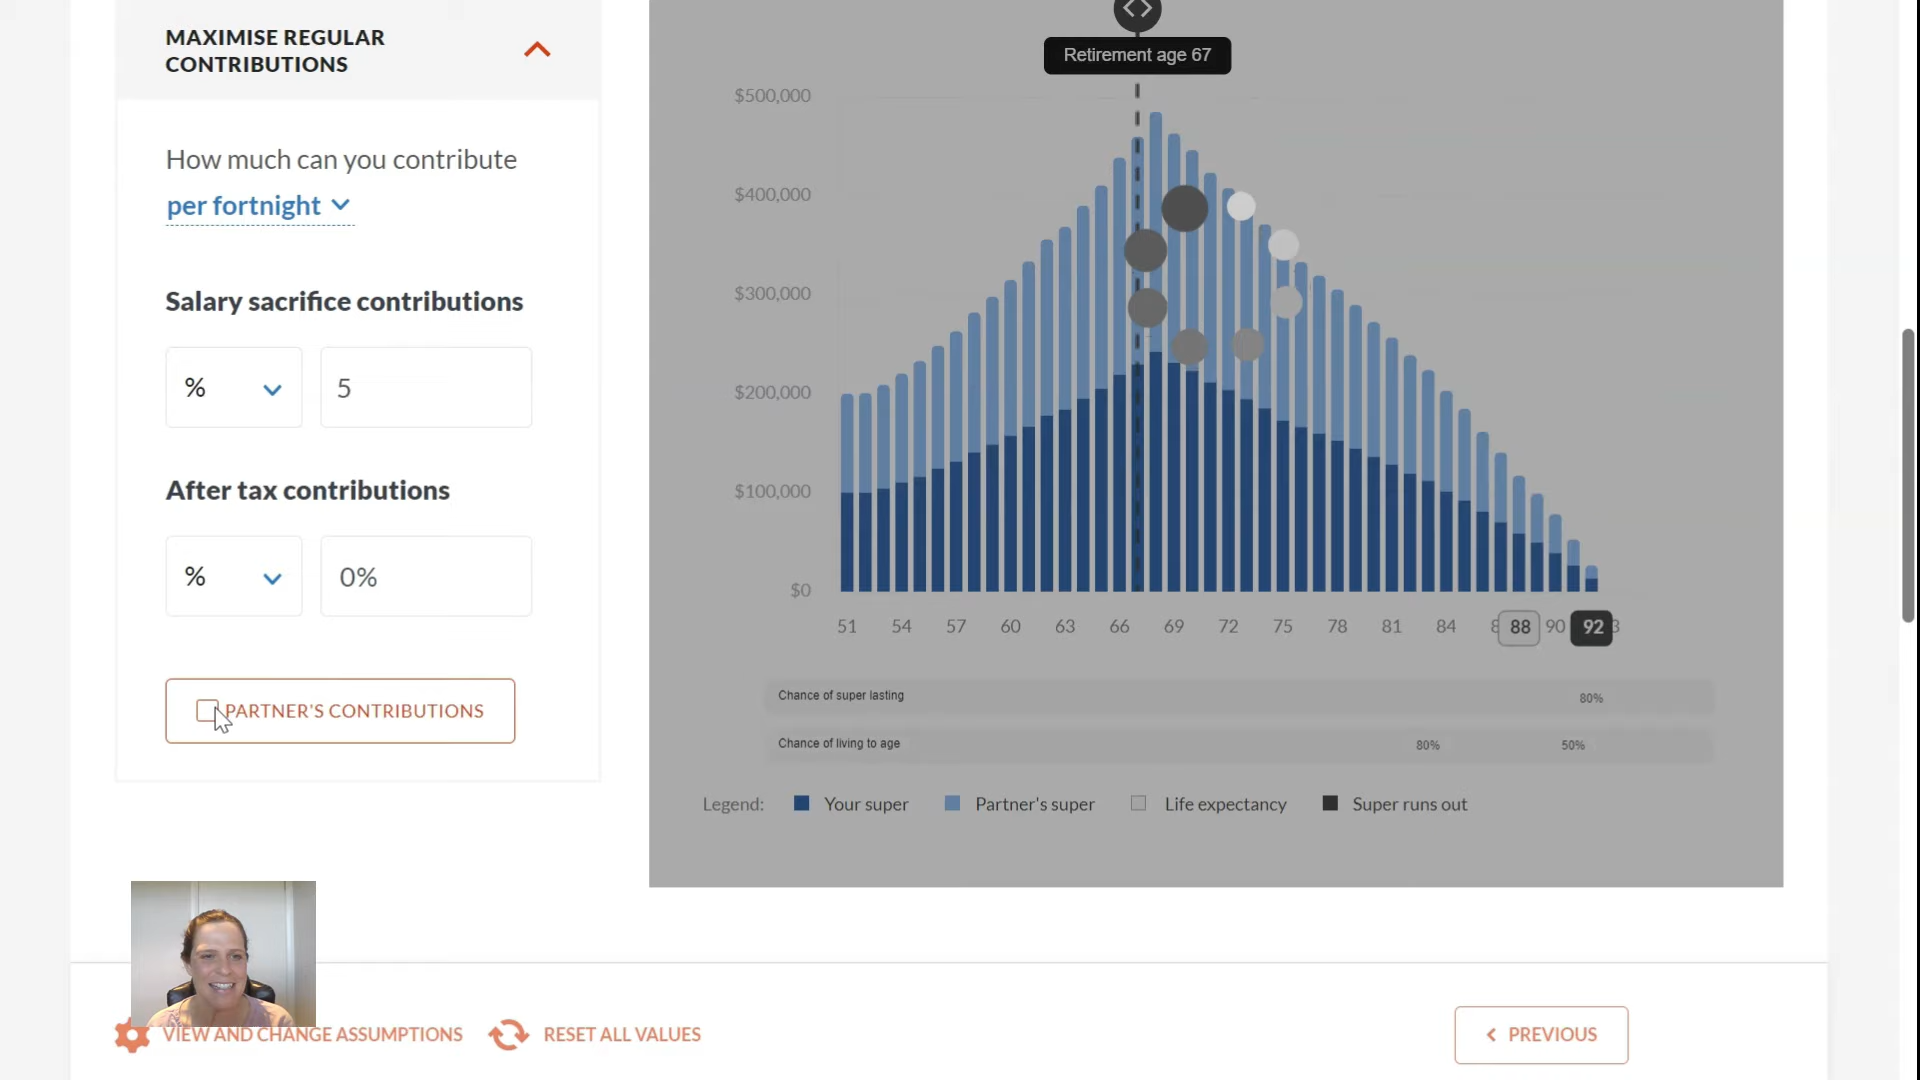 MAXIMISE REGULAR
CONTRIBUTIONS
How much can you contribute
per fortnight
Salary sacrifice contributions
% 5
After tax contributions
% 0%
PARTNER'S CONTRIBUTIONS
Retirement age 67
$500,000
$400,000
$300,000
$200,000
$100,000
$0
51 54 57 60 63 66 69 72 75 78 81 84 88 90 92
Chance of super lasting 80%
Chance of living to age 80% 50%
Legend: Your super Partner's super Life expectancy Super runs out
VIEW AND CHANGE ASSUMPTIONS RESET ALL VALUES
PREVIOUS